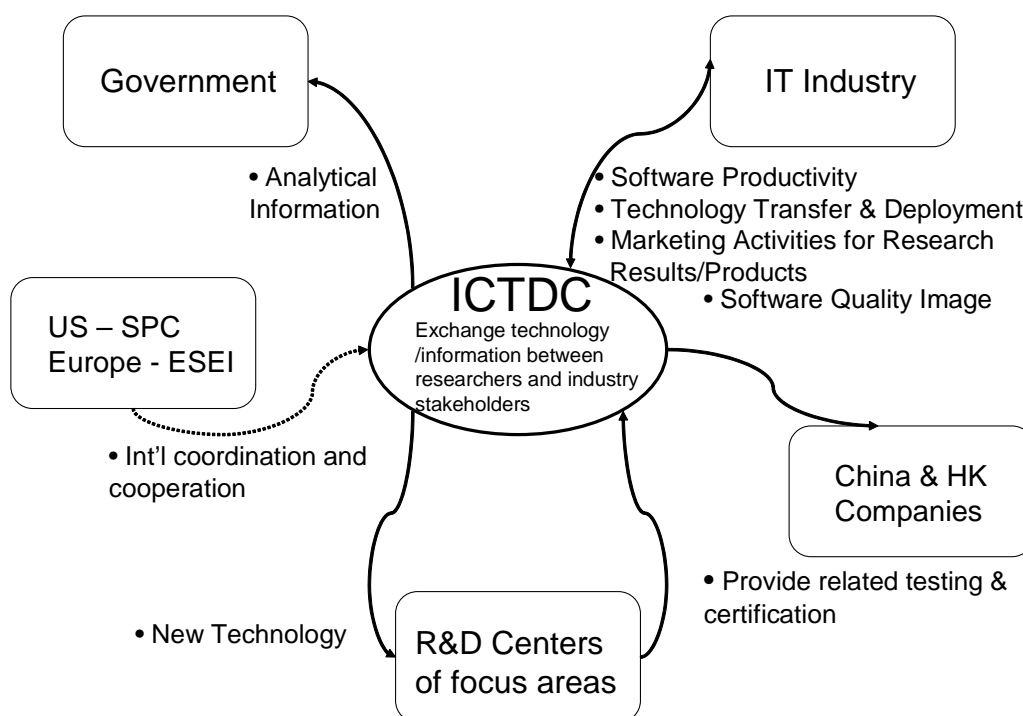 Government
IT Industry
• Analytical
Information
• Software Productivity
• Technology Transfer & Deployment
• Marketing Activities for Research
Results/Products
• Software Quality Image
ICTDC
Exchange technology
/information between
researchers and industry
stakeholders
US – SPC
Europe - ESEI
• Int'l coordination and
cooperation
China & HK
Companies
• Provide related testing &
certification
• New Technology
R&D Centers
of focus areas